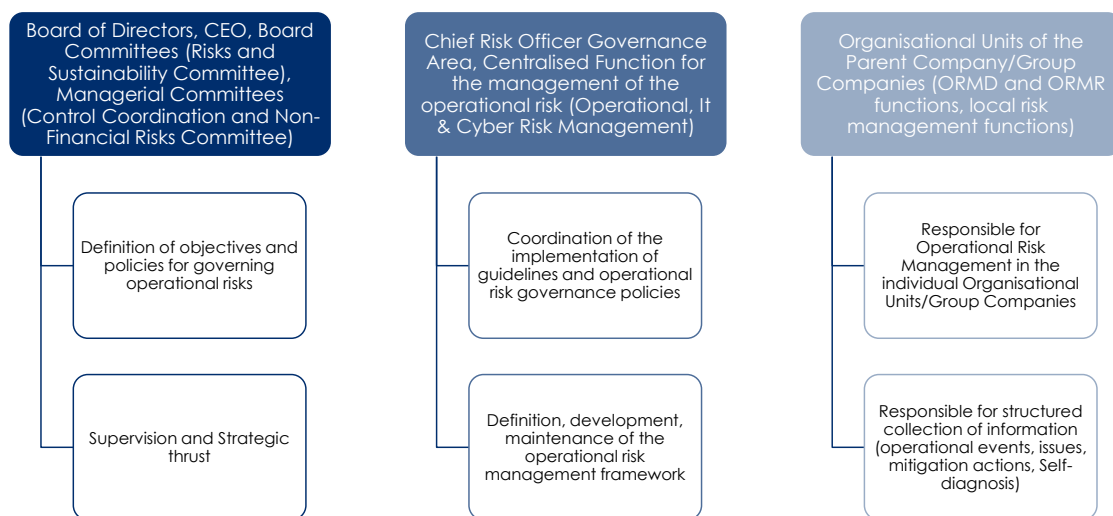 Board of Directors, CEO, Board
Committees (Risks and
Sustainability Committee),
Managerial Committees
(Control Coordination and Non-
Financial Risks Committee)
Definition of objectives and
policies for governing
operational risks
Supervision and Strategic
thrust
Chief Risk Officer Governance
Area, Centralised Function for
the management of the
operational risk (Operational, It
& Cyber Risk Management)
Coordination of the
implementation of
guidelines and operational
risk governance policies
Definition, development,
maintenance of the
operational risk
management framework
Organisational Units of the
Parent Company/Group
Companies (ORMD and ORMR
functions, local risk
management functions)
Responsible for
Operational Risk
Management in the
individual Organisational
Units/Group Companies
Responsible for structured
collection of information
(operational events, issues,
mitigation actions, Self-
diagnosis)